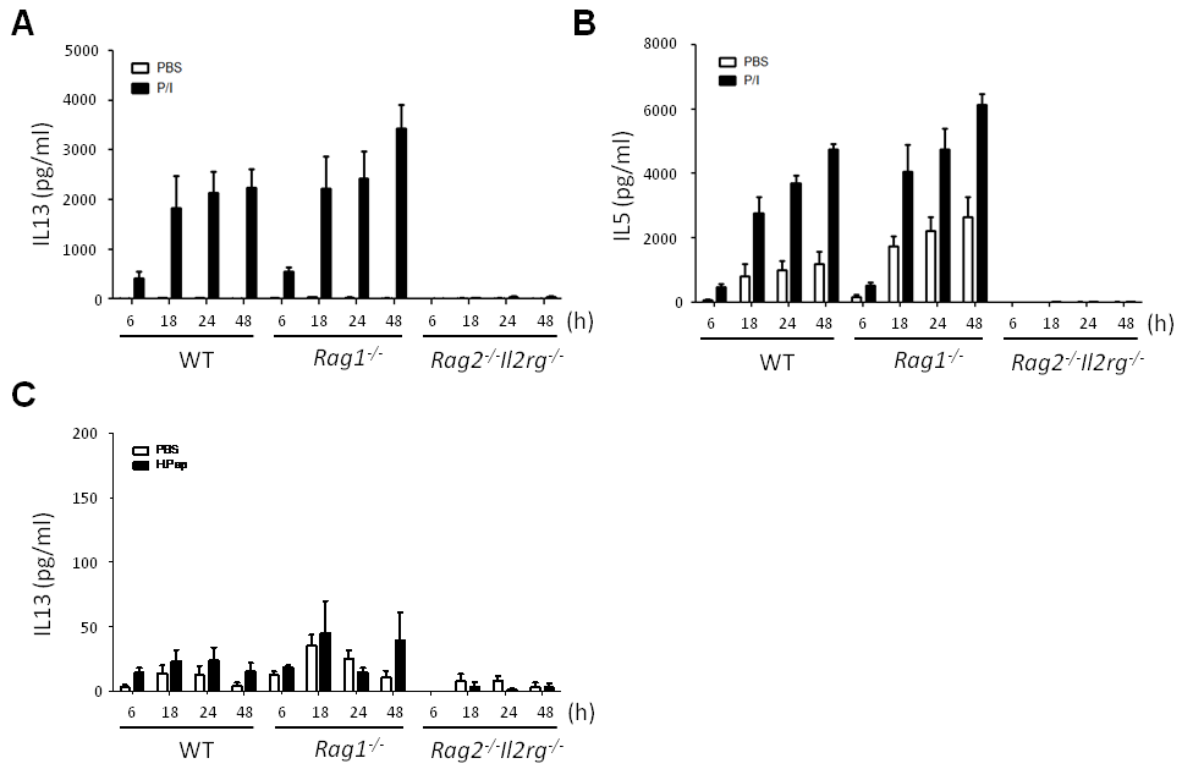 A
IL13 (pg/ml)
5000
4000
3000
2000
1000
0
PBS
P/I
6 18 24 48 6 18 24 48 6 18 24 48 (h)
WT Rag1-/- Rag2-/-Il2rg-/-
B
IL5 (pg/ml)
8000
6000
4000
2000
0
PBS
P/I
6 18 24 48 6 18 24 48 6 18 24 48 (h)
WT Rag1-/- Rag2-/-Il2rg-/-
C
IL13 (pg/ml)
200
150
100
50
0
PBS
H.Pep
6 18 24 48 6 18 24 48 6 18 24 48 (h)
WT Rag1-/- Rag2-/-Il2rg-/-